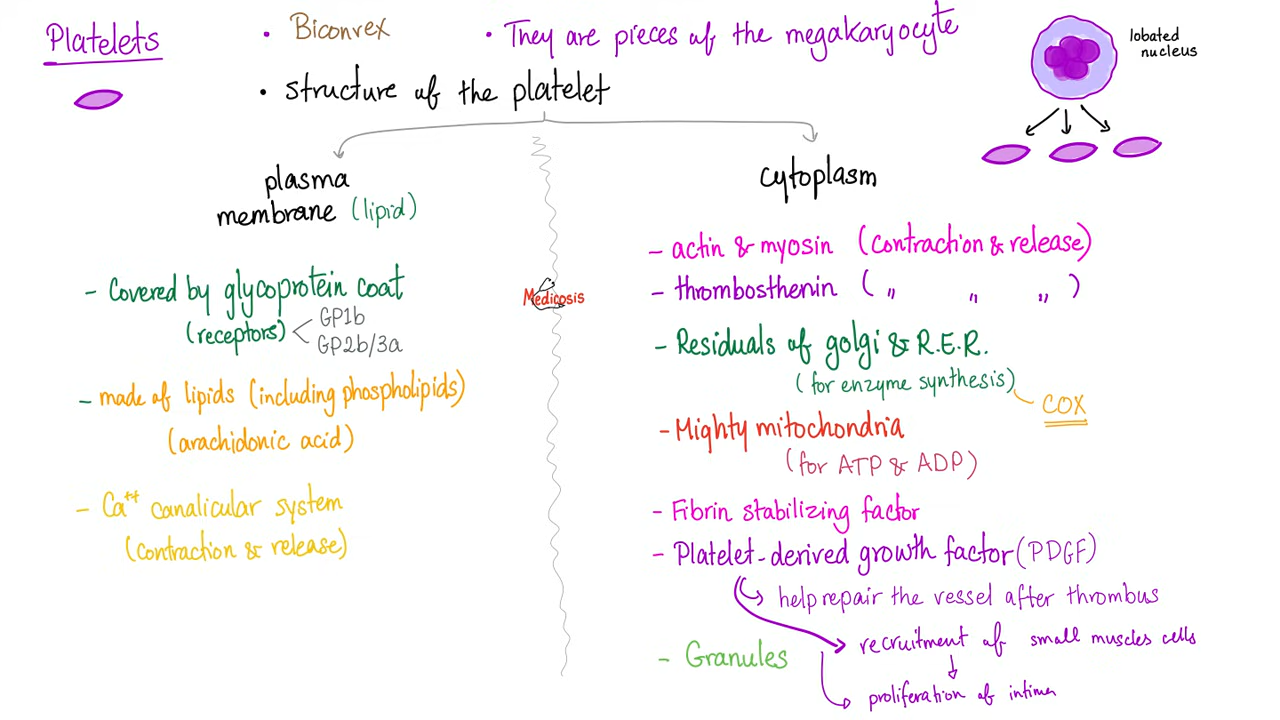 Platelets
• Biconvex
• They are pieces of the megakaryocyte
lobated
nucleus
• structure of the platelet
plasma
membrane (lipid)
- Covered by glycoprotein coat
(receptors)
GP1b
GP2b/3a
- made of lipids (including phospholipids)
(arachidonic acid)
- Ca++ canalicular system
(contraction & release)
Medicosis
cytoplasm
- actin & myosin (contraction & release)
- thrombosthenin ( " " " )
- Residuals of golgi & R.E.R.
(for enzyme synthesis)
COX
- Mighty mitochondria
(for ATP & ADP)
- Fibrin stabilizing factor
- Platelet-derived growth factor (PDGF)
help repair the vessel after thrombus
recruitment of small muscles cells
proliferation of intima
- Granules